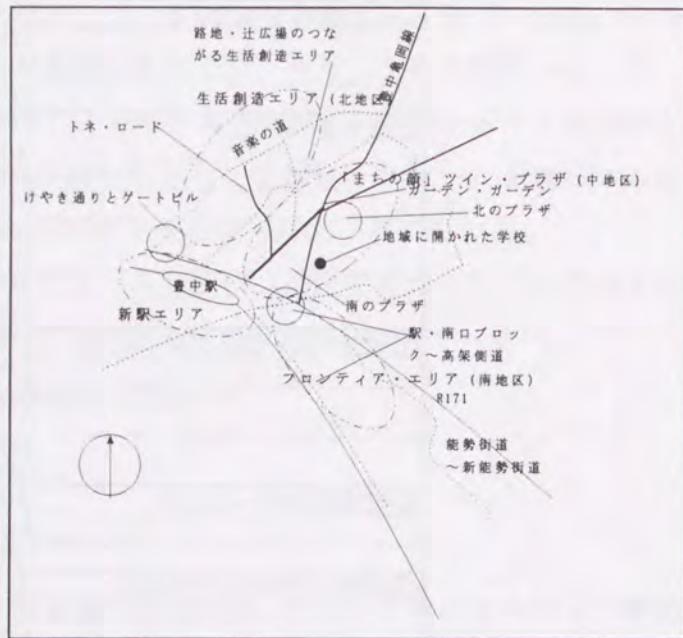 路地・辻広場のつな
がる生活創造エリア
豊中亀岡線
生活創造エリア (北地区)
トネ・ロード
音楽の道
「まちの顔」ツイン・プラザ (中地区)
ガーデン・ガーデン
けやき通りとゲートビル
北のプラザ
地域に開かれた学校
豊中駅
南のプラザ
新駅エリア
駅・南口ブロッ
ク～高架側道
フロンティア・エリア (南地区)
R171
能勢街道
～新能勢街道